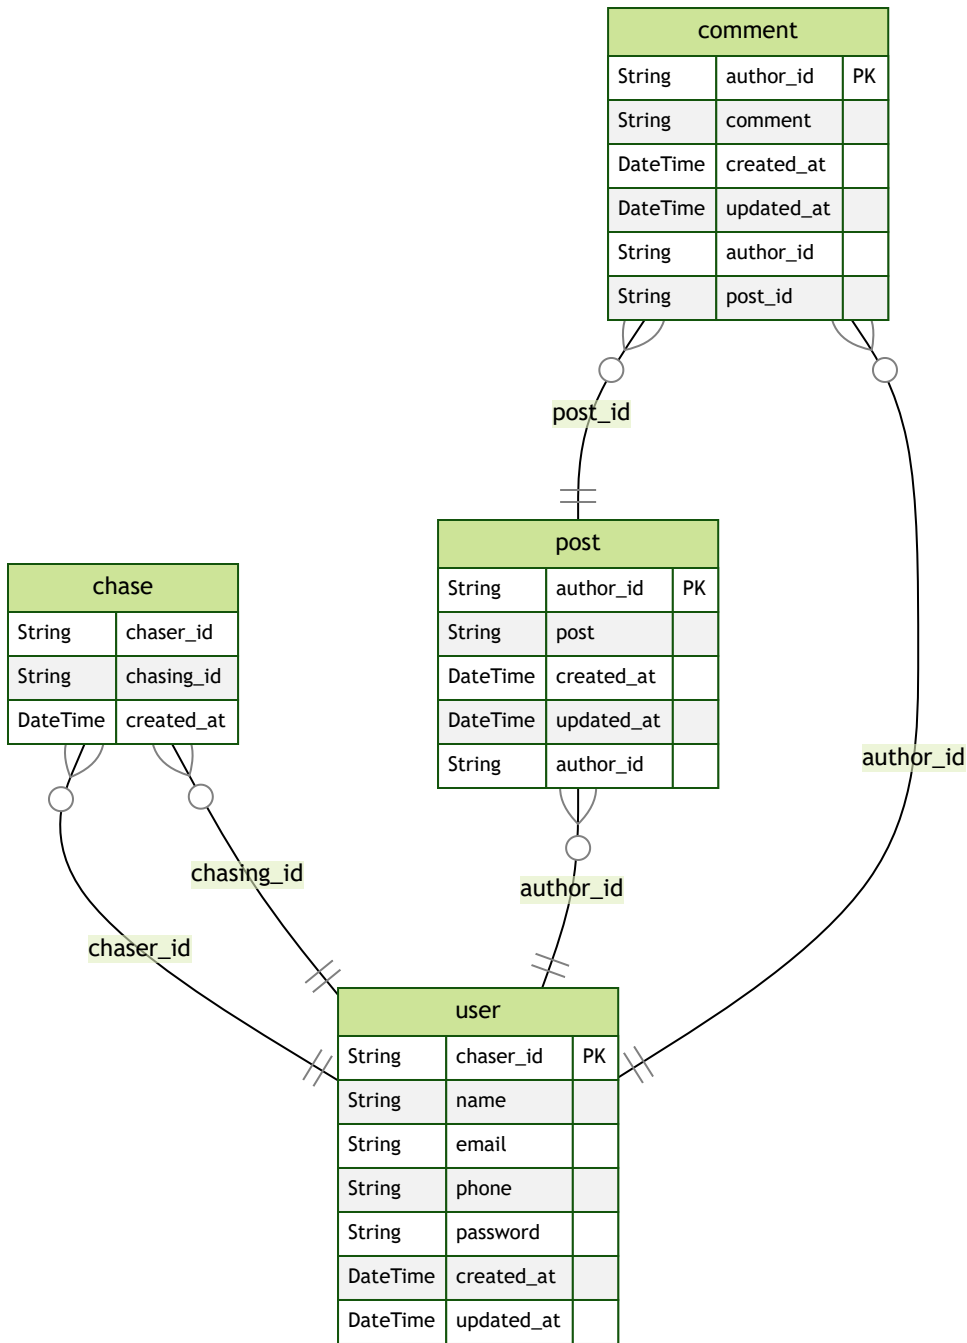 comment
String author_id PK
String comment
DateTime created_at
DateTime updated_at
String author_id
String post_id
post_id
author_id
post
String author_id PK
String post
DateTime created_at
DateTime updated_at
String author_id
chase
String chaser_id
String chasing_id
DateTime created_at
chasing_id
author_id
chaser_id
user
String chaser_id PK
String name
String email
String phone
String password
DateTime created_at
DateTime updated_at